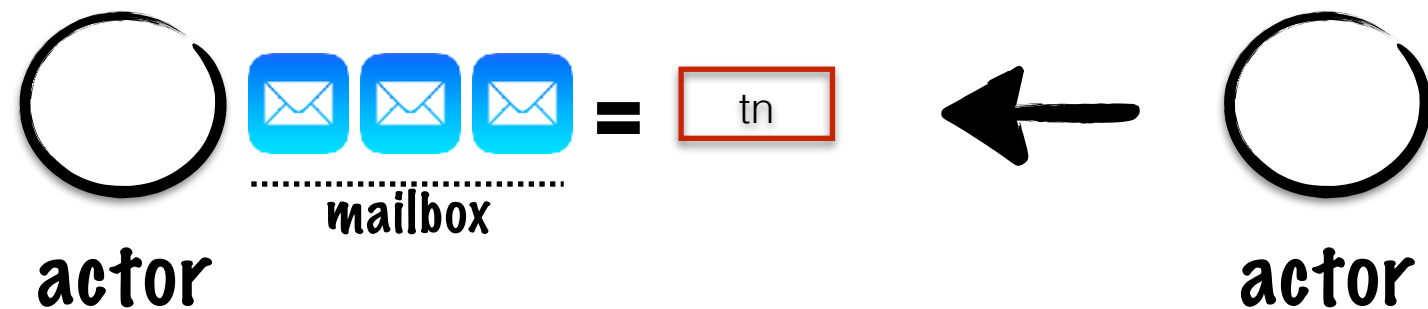 = tn
mailbox
actor actor